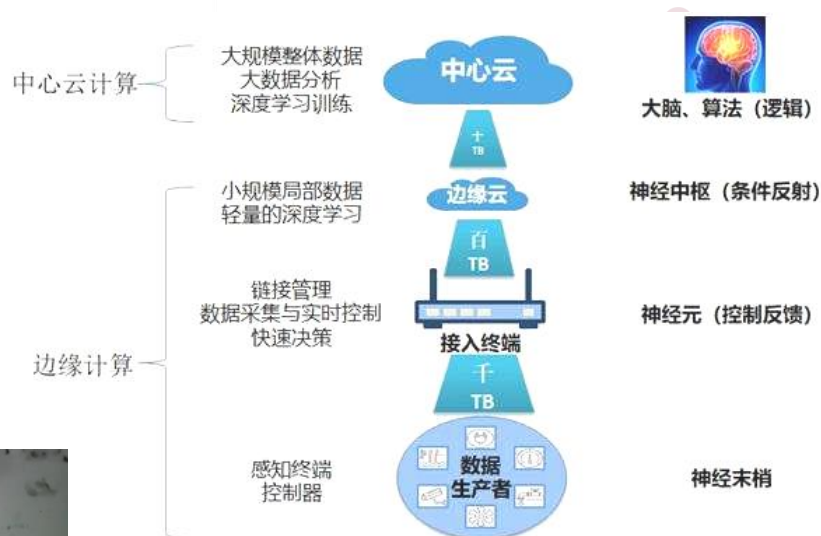 中心云计算
大规模整体数据
大数据分析
深度学习训练
中心云
大脑、算法（逻辑）
十
TB
小规模局部数据
轻量的深度学习
边缘云
神经中枢（条件反射）
百
TB
边缘计算
链接管理
数据采集与实时控制
快速决策
接入终端
神经元（控制反馈）
千
TB
感知终端
控制器
数据
生产者
神经末梢